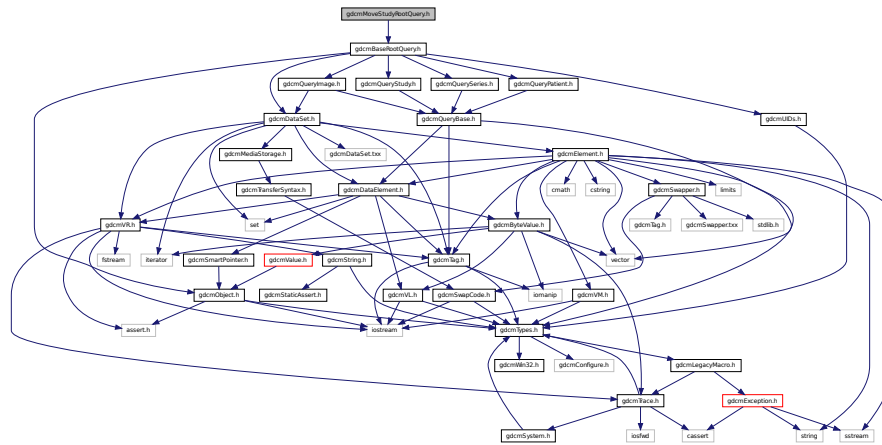 gdcmMoveStudyRootQuery.h
gdcmBaseRootQuery.h
gdcmQueryImage.h
gdcmQueryStudy.h
gdcmQuerySeries.h
gdcmQueryPatient.h
gdcmDataSet.h
gdcmQueryBase.h
gdcmUIDs.h
gdcmMediaStorage.h
gdcmDataSet.txx
gdcmElement.h
gdcmTransferSyntax.h
gdcmDataElement.h
cmath
cstring
gdcmSwapper.h
limits
gdcmVR.h
set
gdcmByteValue.h
gdcmTag.h
gdcmSwapper.txx
stdlib.h
fstream
iterator
gdcmSmartPointer.h
gdcmValue.h
gdcmString.h
gdcmTag.h
vector
gdcmObject.h
gdcmStaticAssert.h
gdcmVL.h
gdcmSwapCode.h
iomanip
gdcmVM.h
assert.h
iostream
gdcmTypes.h
gdcmWin32.h
gdcmConfigure.h
gdcmLegacyMacro.h
gdcmTrace.h
gdcmException.h
gdcmSystem.h
iosfwd
cassert
string
sstream